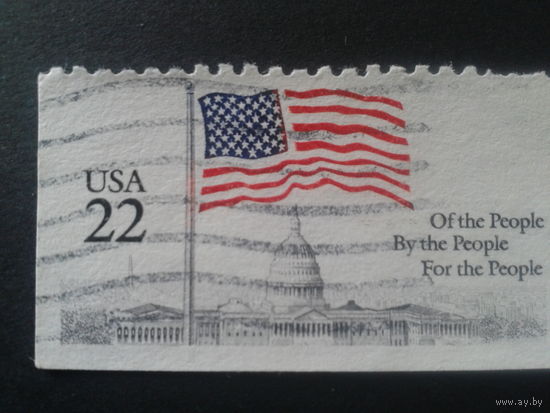 USA
22
Of the People
By the People
For the People
www.ay.by